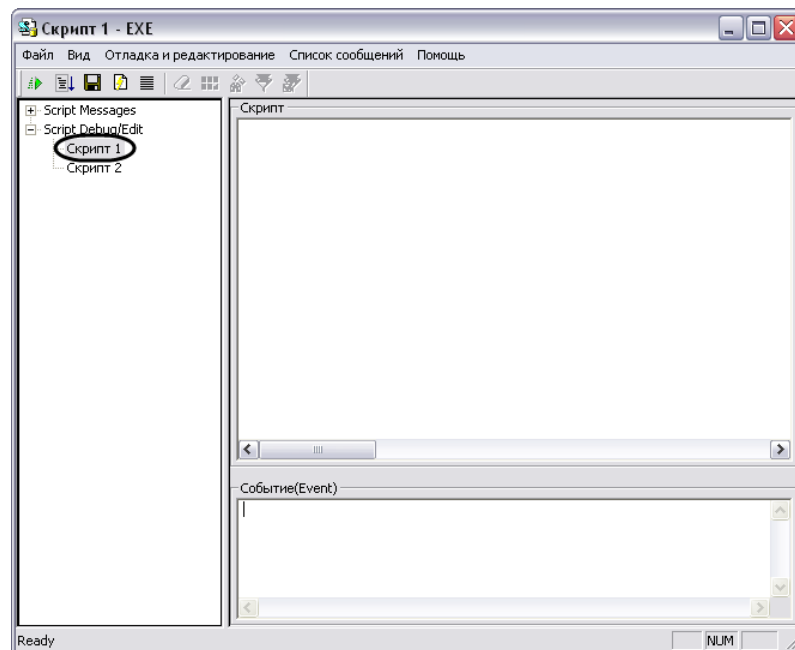 Скрипт 1 - EXE
Файл Вид Отладка и редактирование Список сообщений Помощь
Script Messages
Script Debug/Edit
Скрипт 1
Скрипт 2
Скрипт
Событие(Event)
Ready
NUM